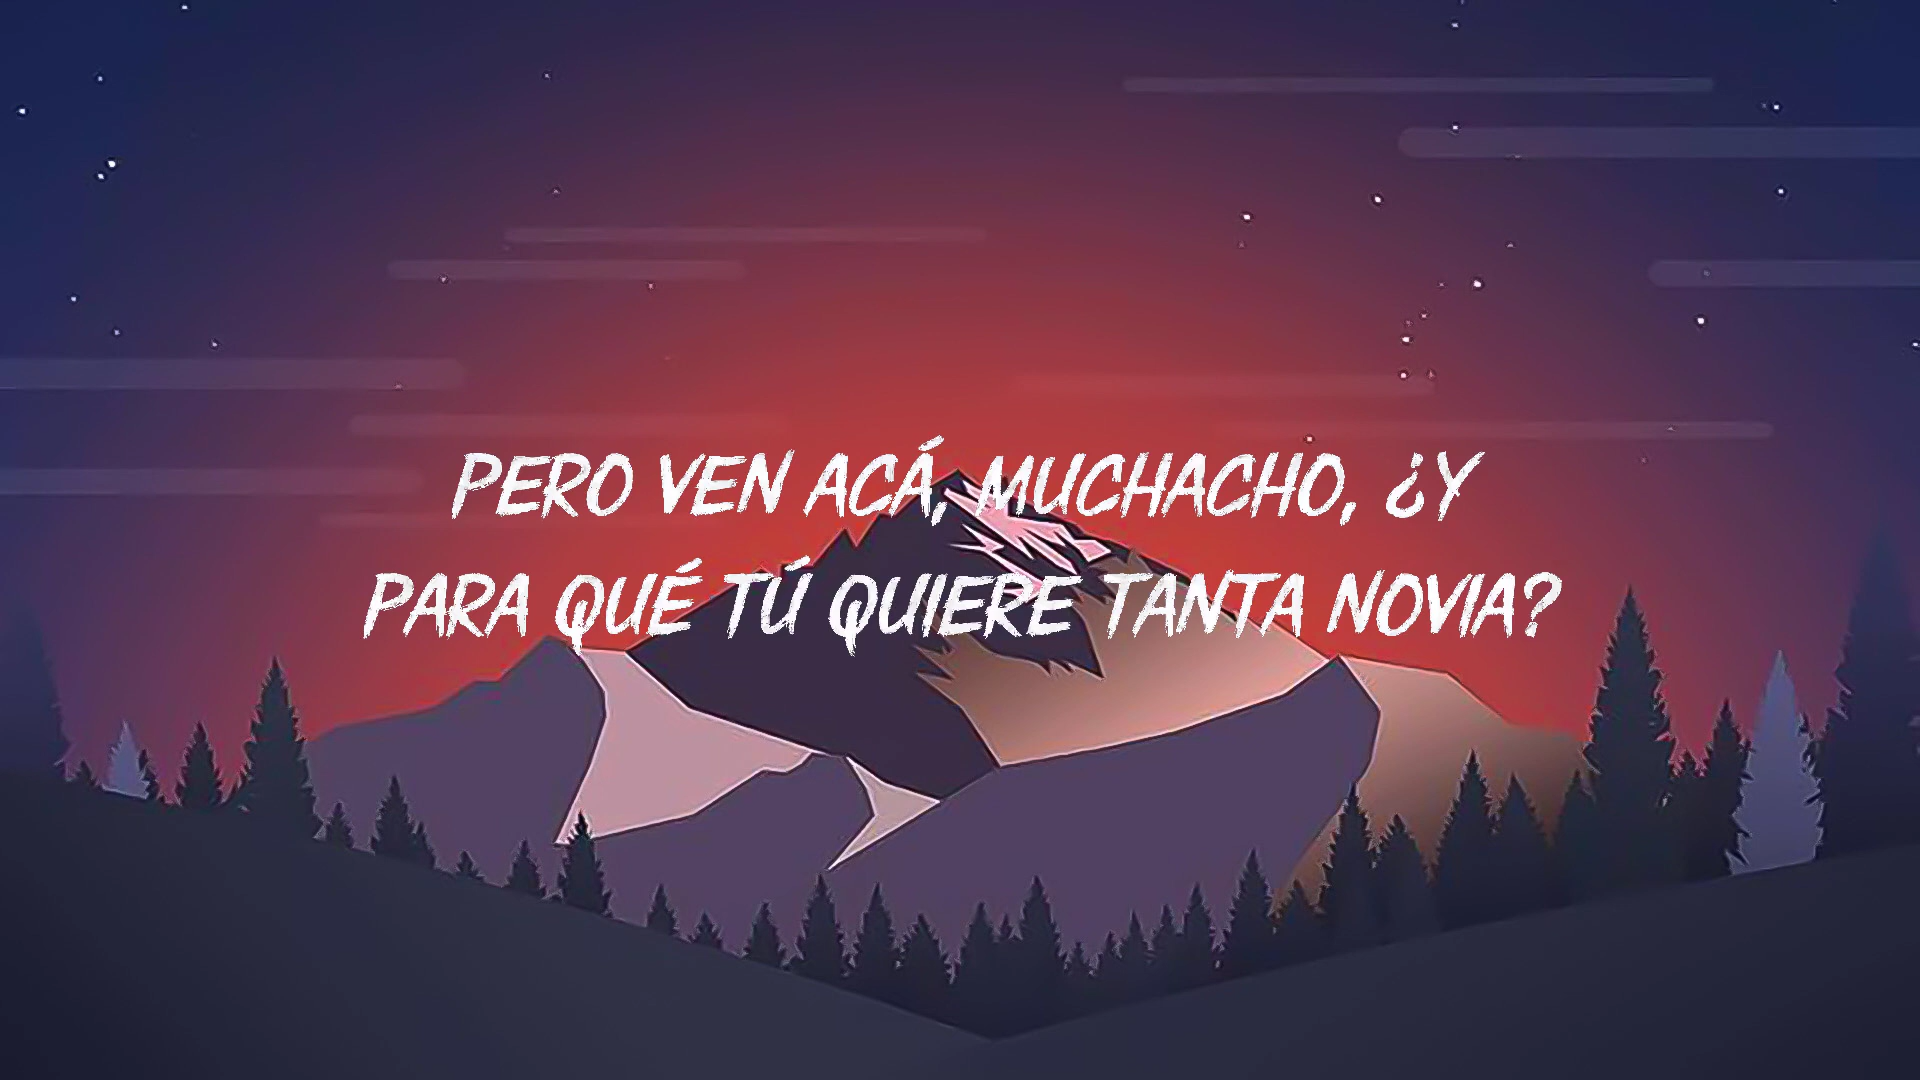 PERO VEN ACÁ, MUCHACHO, ¿Y
PARA QUÉ TÚ QUIERE TANTA NOVIA?